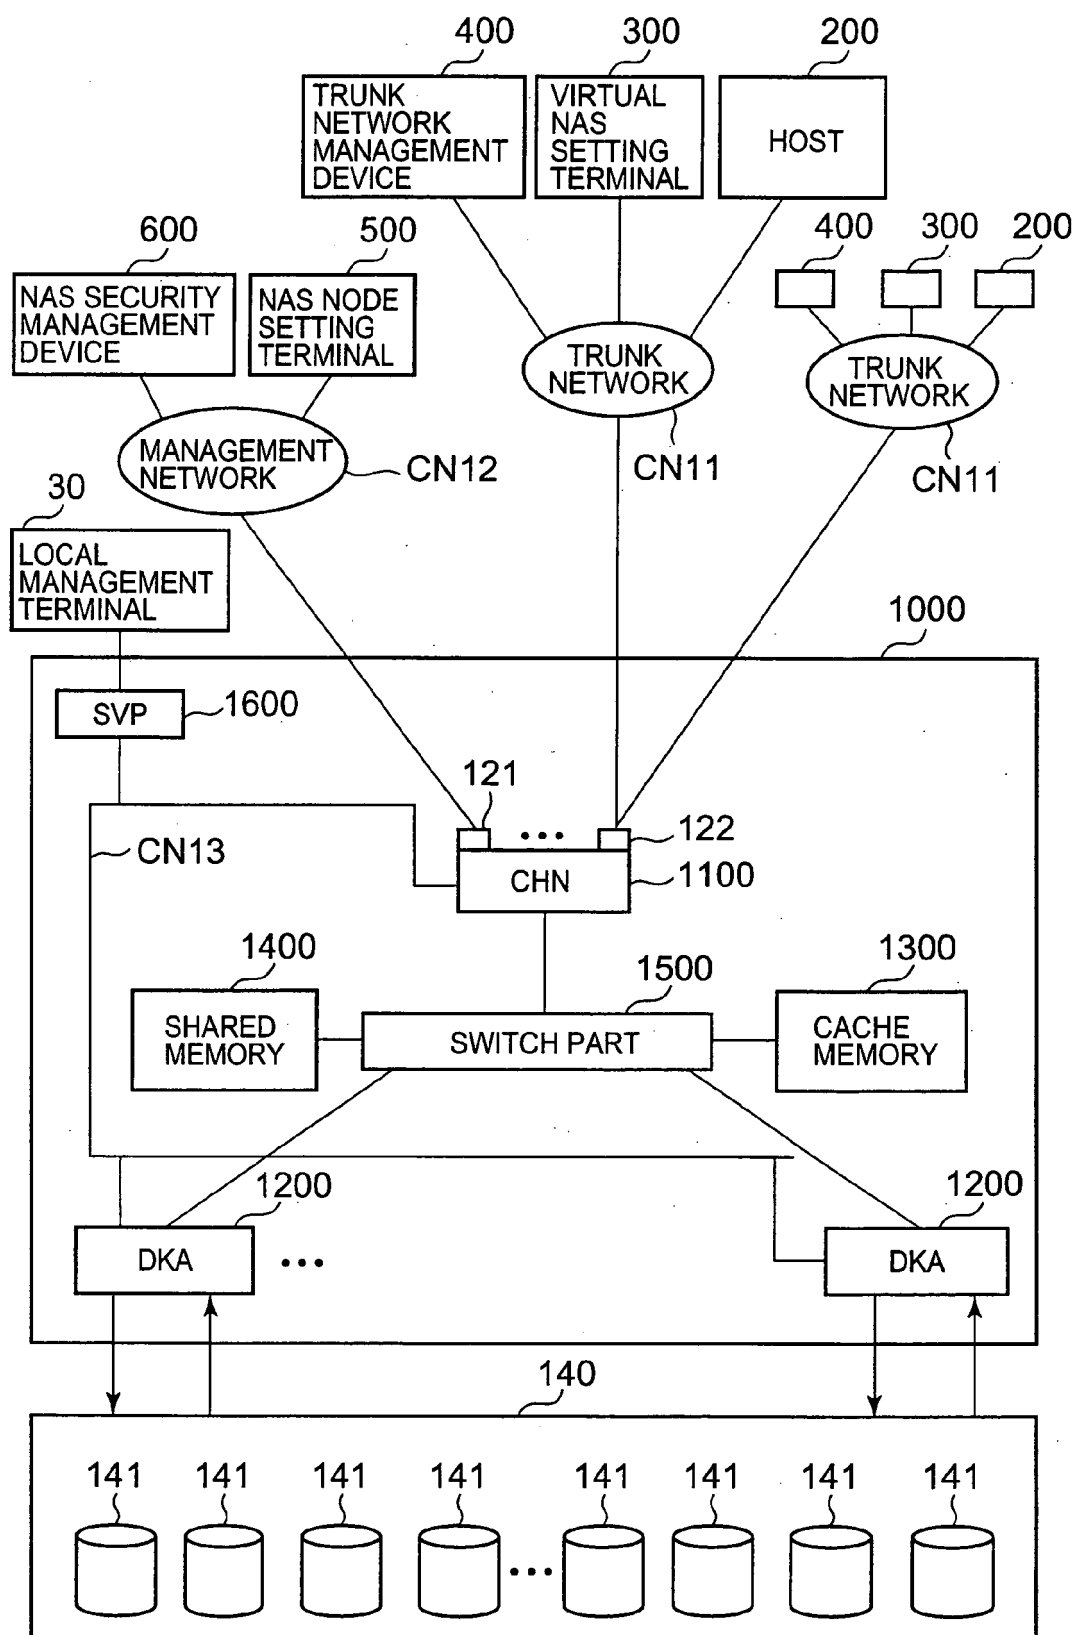 400
300
200
TRUNK
NETWORK
MANAGEMENT
DEVICE
VIRTUAL
NAS
SETTING
TERMINAL
HOST
600
500
400
300
200
NAS SECURITY
MANAGEMENT
DEVICE
NAS NODE
SETTING
TERMINAL
TRUNK
NETWORK
TRUNK
NETWORK
MANAGEMENT
NETWORK
CN12
CN11
CN11
30
LOCAL
MANAGEMENT
TERMINAL
1000
SVP
1600
121
•••
122
CN13
CHN
1100
1400
1500
1300
SHARED
MEMORY
SWITCH PART
CACHE
MEMORY
1200
1200
DKA
•••
DKA
140
141 141 141 141 141 141 141 141
•••